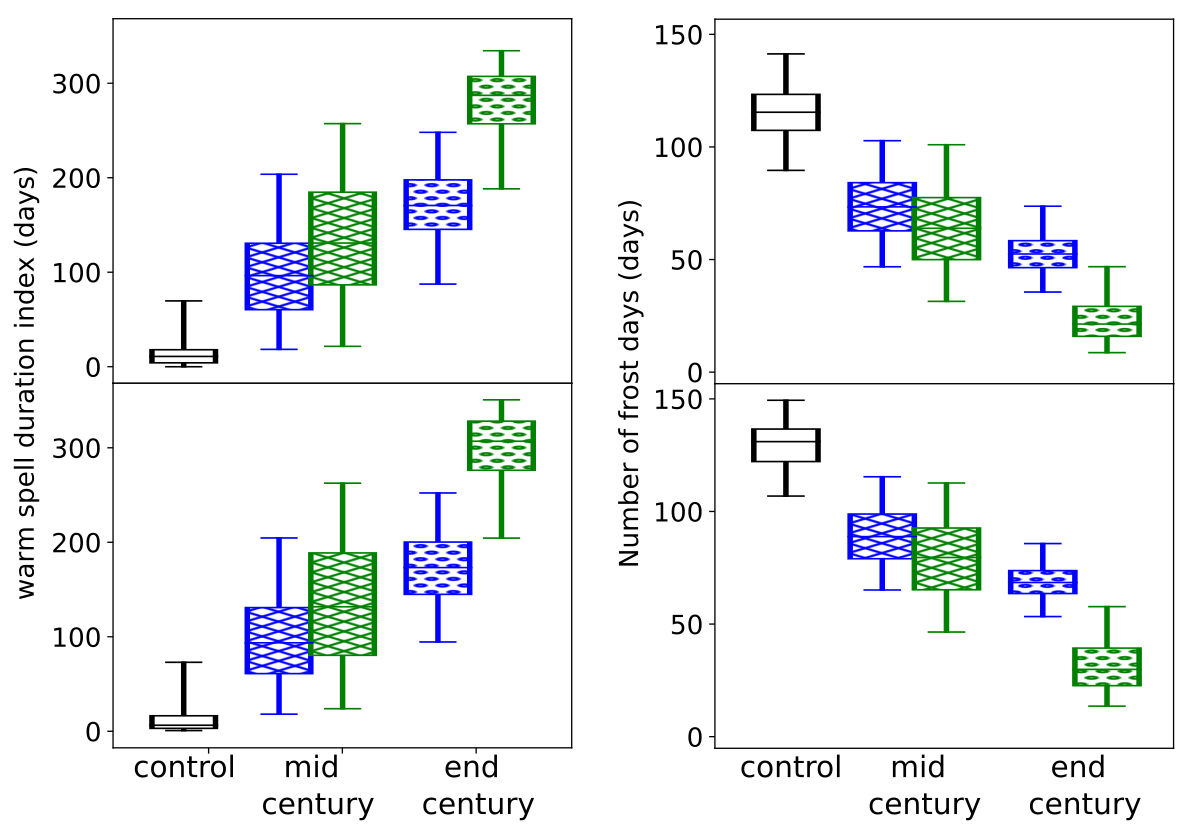 warm spell duration index (days)
300
200
100
0
300
200
100
0
control
mid
century
end
century
Number of frost days (days)
150
100
50
0
150
100
50
0
control
mid
century
end
century